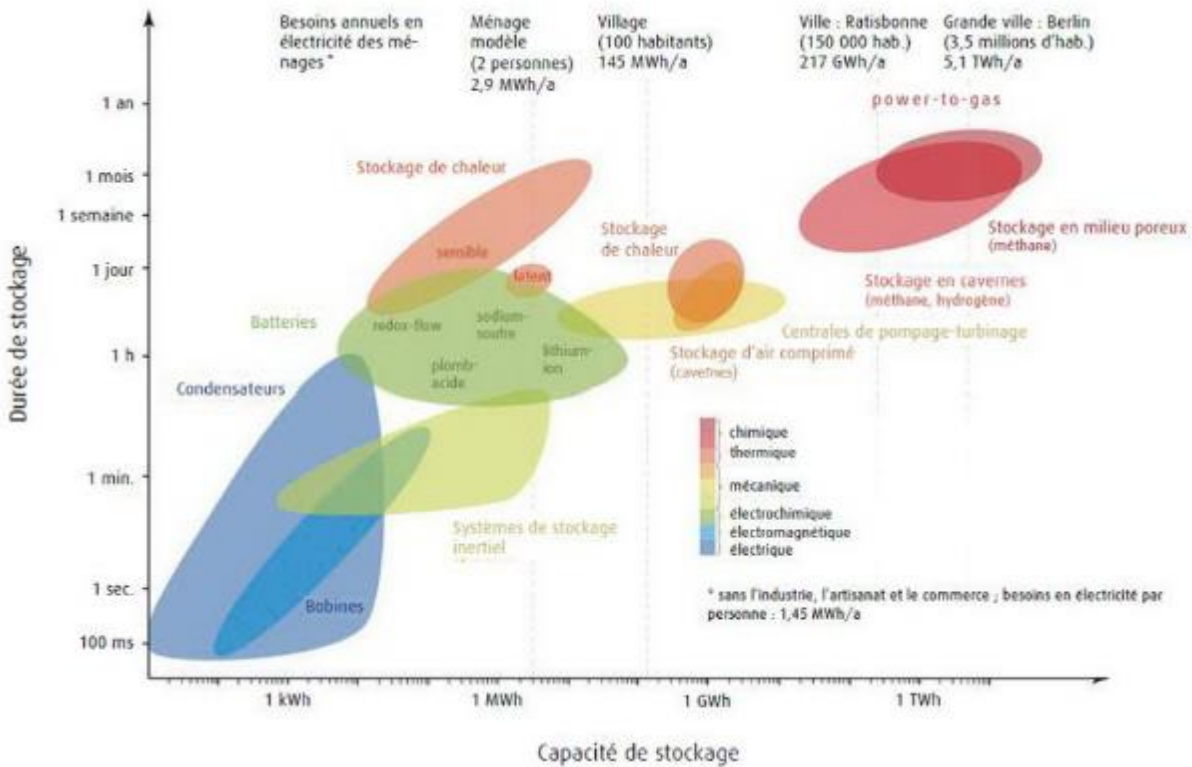 Besoins annuels en
électricité des mé-
nages *
Ménage
modèle
(2 personnes)
2,9 MWh/a
Village
(100 habitants)
145 MWh/a
Ville : Ratisbonne
(150 000 hab.)
217 GWh/a
Grande ville : Berlin
(3,5 millions d'hab.)
5,1 TWh/a
power-to-gas
Durée de stockage
1 an
1 mois
1 semaine
1 jour
1 h
1 min.
1 sec.
100 ms
Stockage de chaleur
sensible
latent
Stockage
de chaleur
Stockage en milieu poreux
(méthane)
Stockage en cavernes
(méthane, hydrogène)
Batteries
redox-flow
sodium-
soufre
plomb-
acide
lithium-
ion
Centrales de pompage-turbinage
Stockage d'air comprimé
(cavernes)
Condensateurs
Systèmes de stockage
inertiel
Bobines
chimique
thermique
mécanique
électrochimique
électromagnétique
électrique
* sans l'industrie, l'artisanat et le commerce ; besoins en électricité par
personne : 1,45 MWh/a
1 kWh
1 MWh
1 GWh
1 TWh
Capacité de stockage